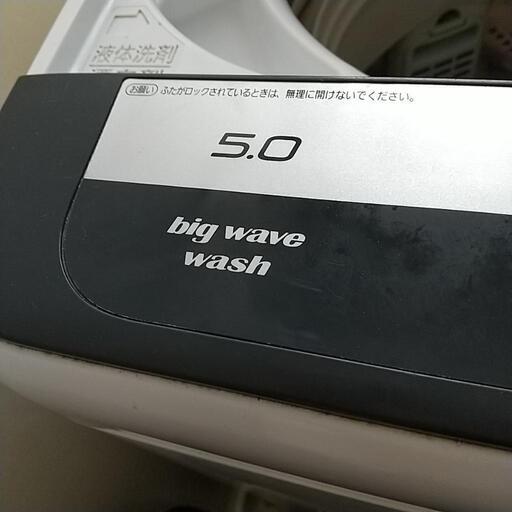 液体洗剤
お願い ふたがロックされているときは、無理に開けないでください。
5.0
big wave
wash